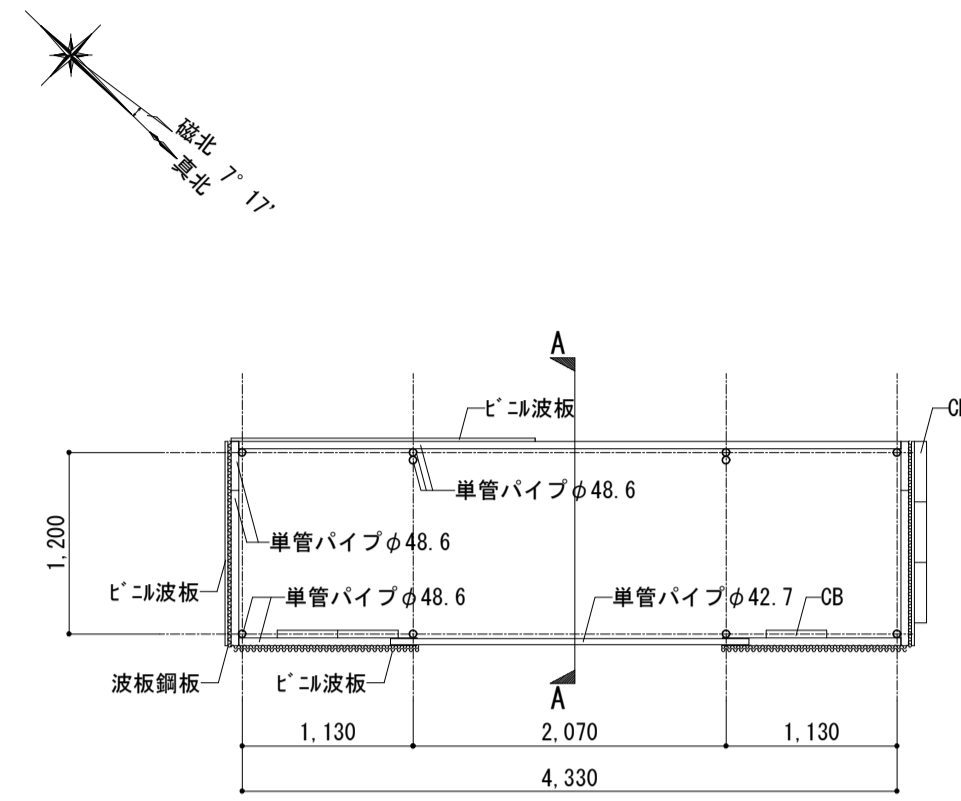 磁北
真北
7° 17'
A
ﾋﾞﾆﾙ波板
単管パイプφ48.6
1,200
単管パイプφ48.6
ﾋﾞﾆﾙ波板
単管パイプφ48.6
単管パイプφ42.7
CB
波板鋼板
ﾋﾞﾆﾙ波板
A
1,130
2,070
1,130
4,330